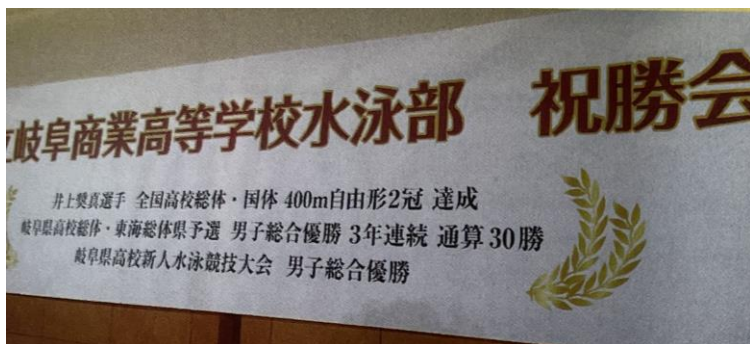 立岐阜商業高等学校水泳部 祝勝会
井上奨真選手 全国高校総体・国体 400m自由形2冠 達成
岐阜県高校総体・東海総体県予選 男子総合優勝 3年連続 通算30勝
岐阜県高校新人水泳競技大会 男子総合優勝